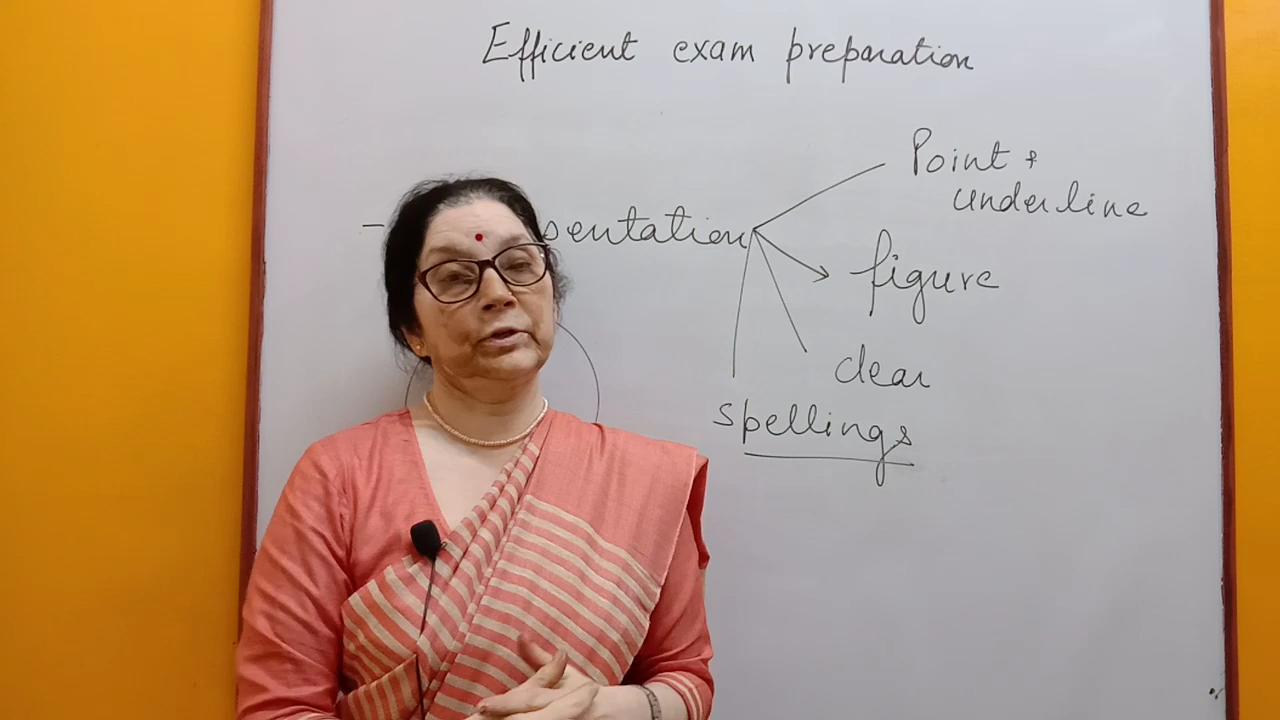 Efficient exam preparation
Point &
underline
sentation
figure
clear
spellings